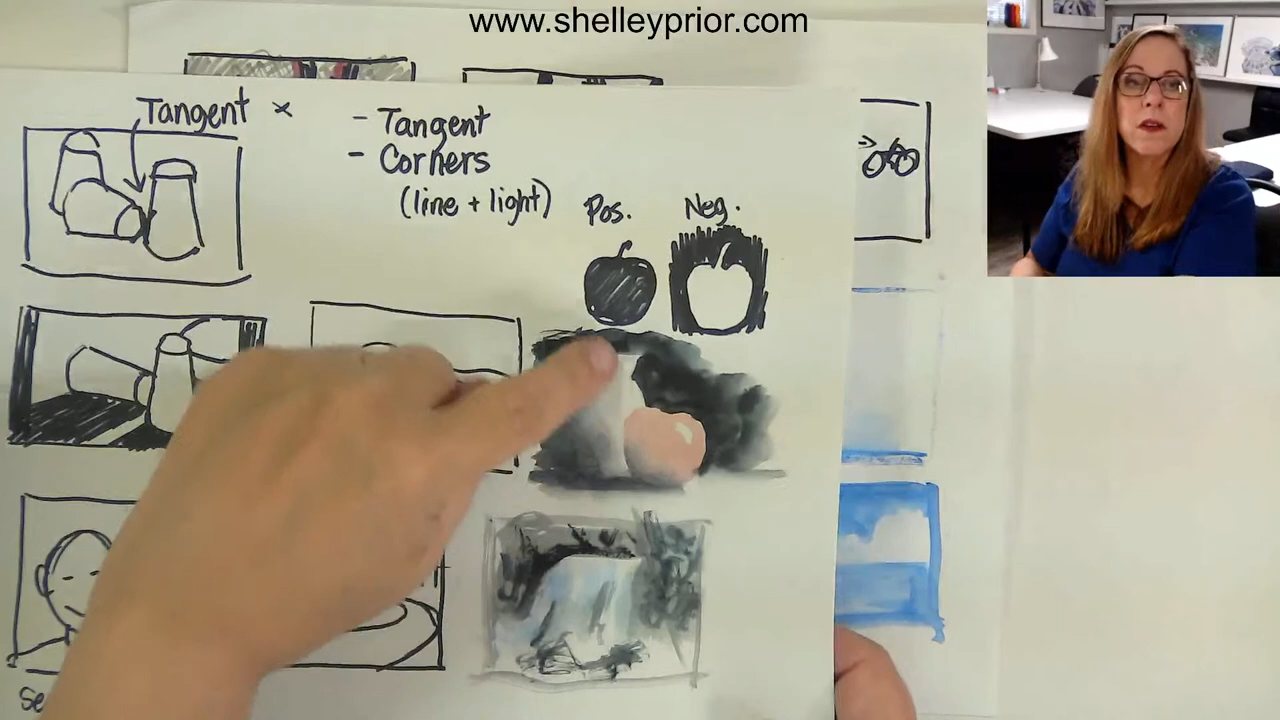 www.shelleyprior.com
Tangent x
- Tangent
- Corners
(line + light)
Pos.
Neg.